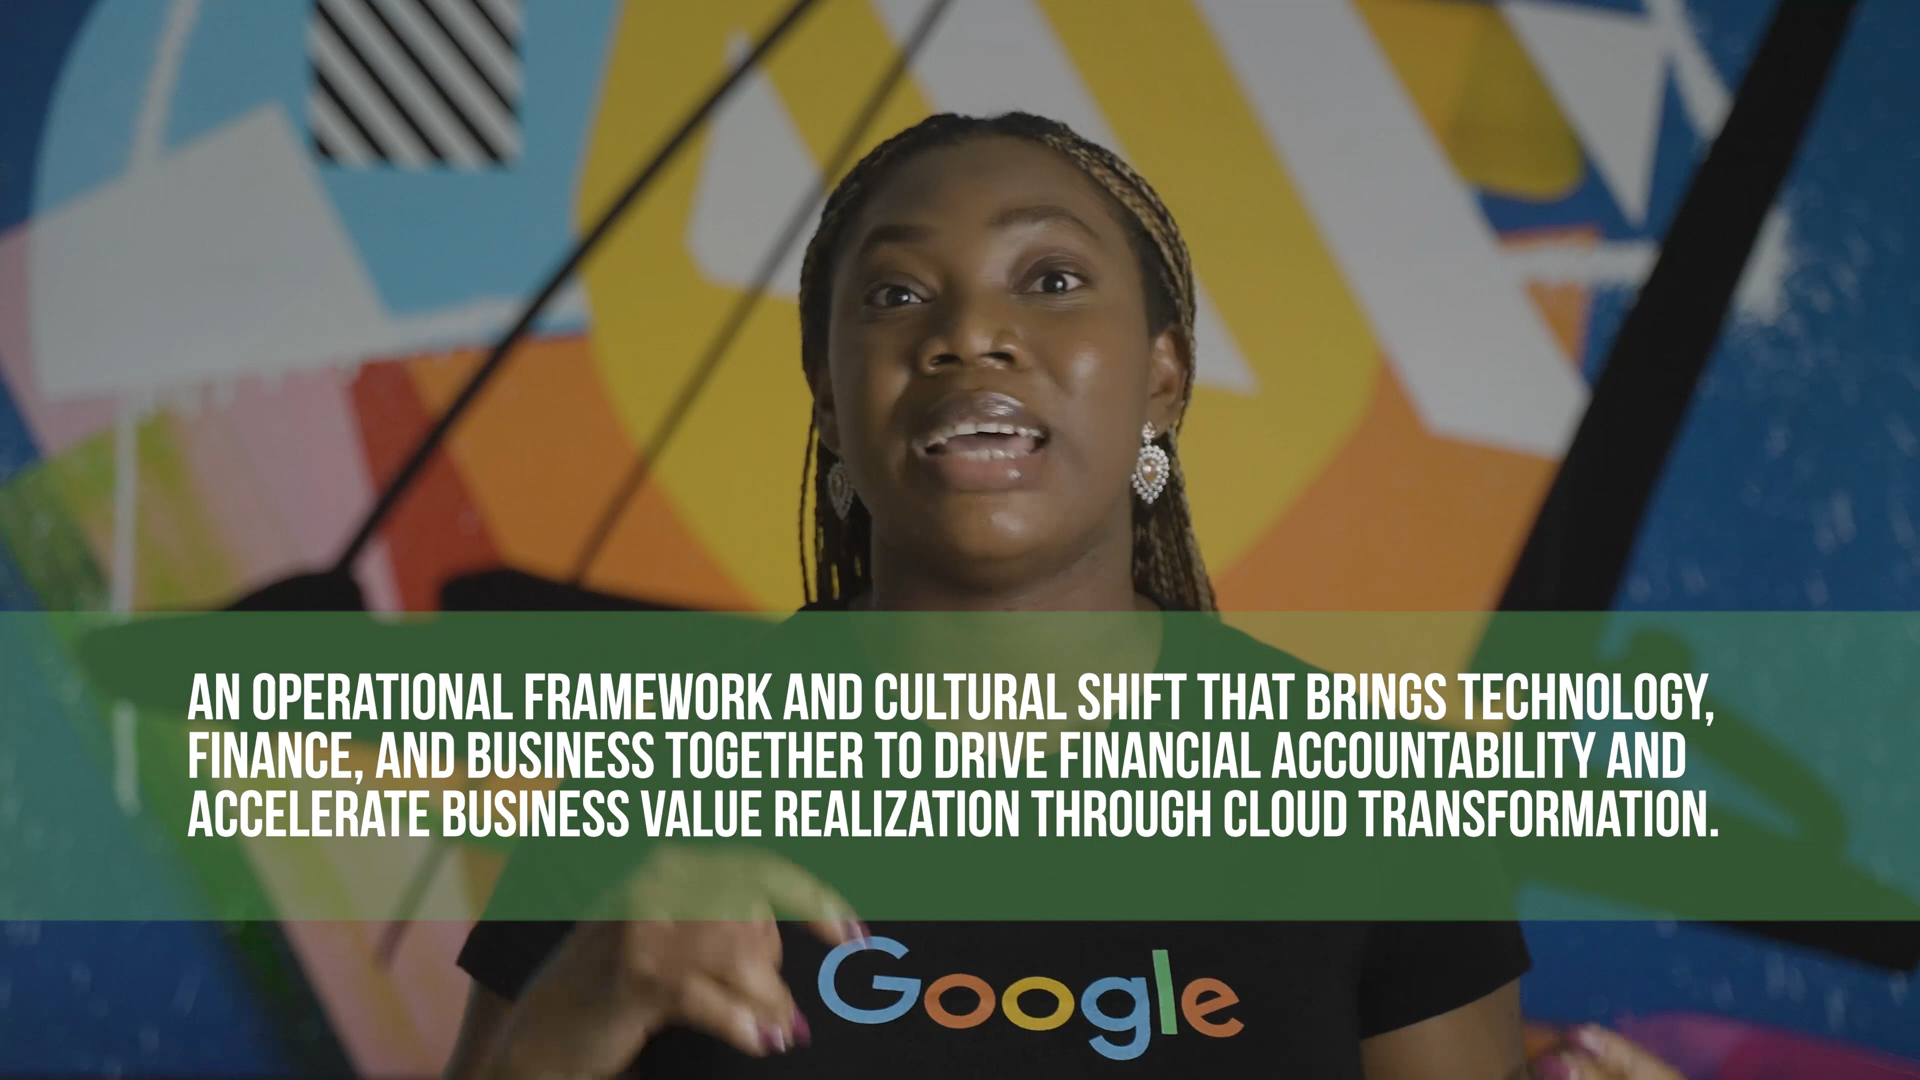 AN OPERATIONAL FRAMEWORK AND CULTURAL SHIFT THAT BRINGS TECHNOLOGY,
FINANCE, AND BUSINESS TOGETHER TO DRIVE FINANCIAL ACCOUNTABILITY AND
ACCELERATE BUSINESS VALUE REALIZATION THROUGH CLOUD TRANSFORMATION.
Google